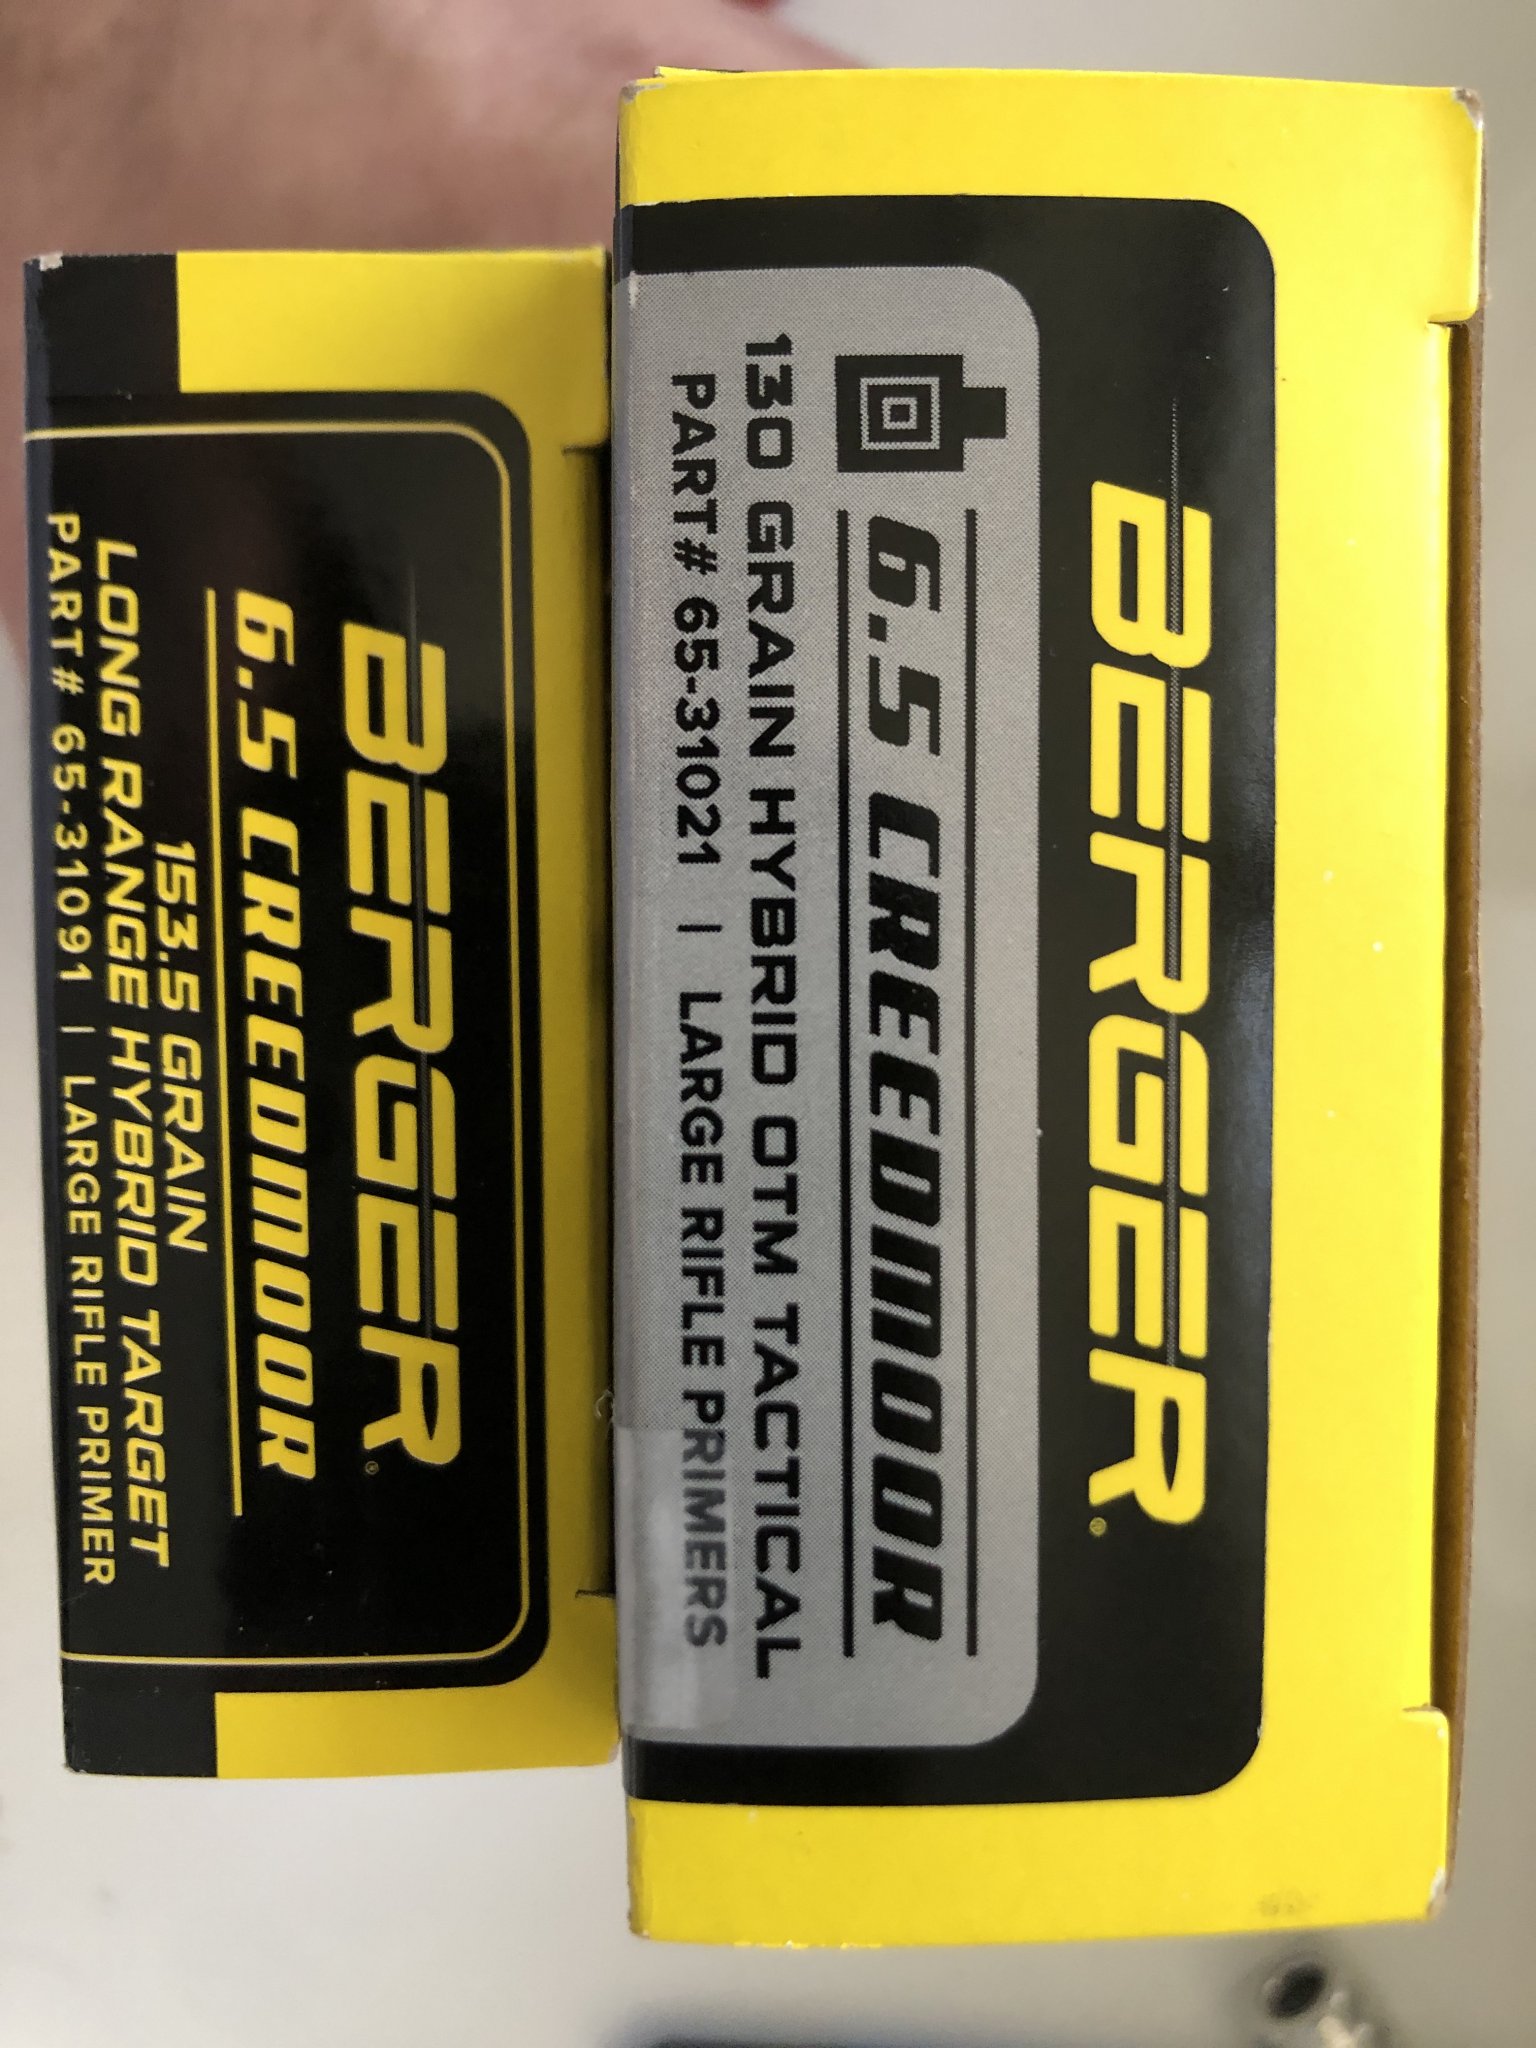 BERGER®
6.5 CREEDMOOR
130 GRAIN HYBRID OTM TACTICAL
PART# 65-31021 | LARGE RIFLE PRIMERS
BERGER®
6.5 CREEDMOOR
153.5 GRAIN
LONG RANGE HYBRID TARGET
PART# 65-31091 | LARGE RIFLE PRIMER